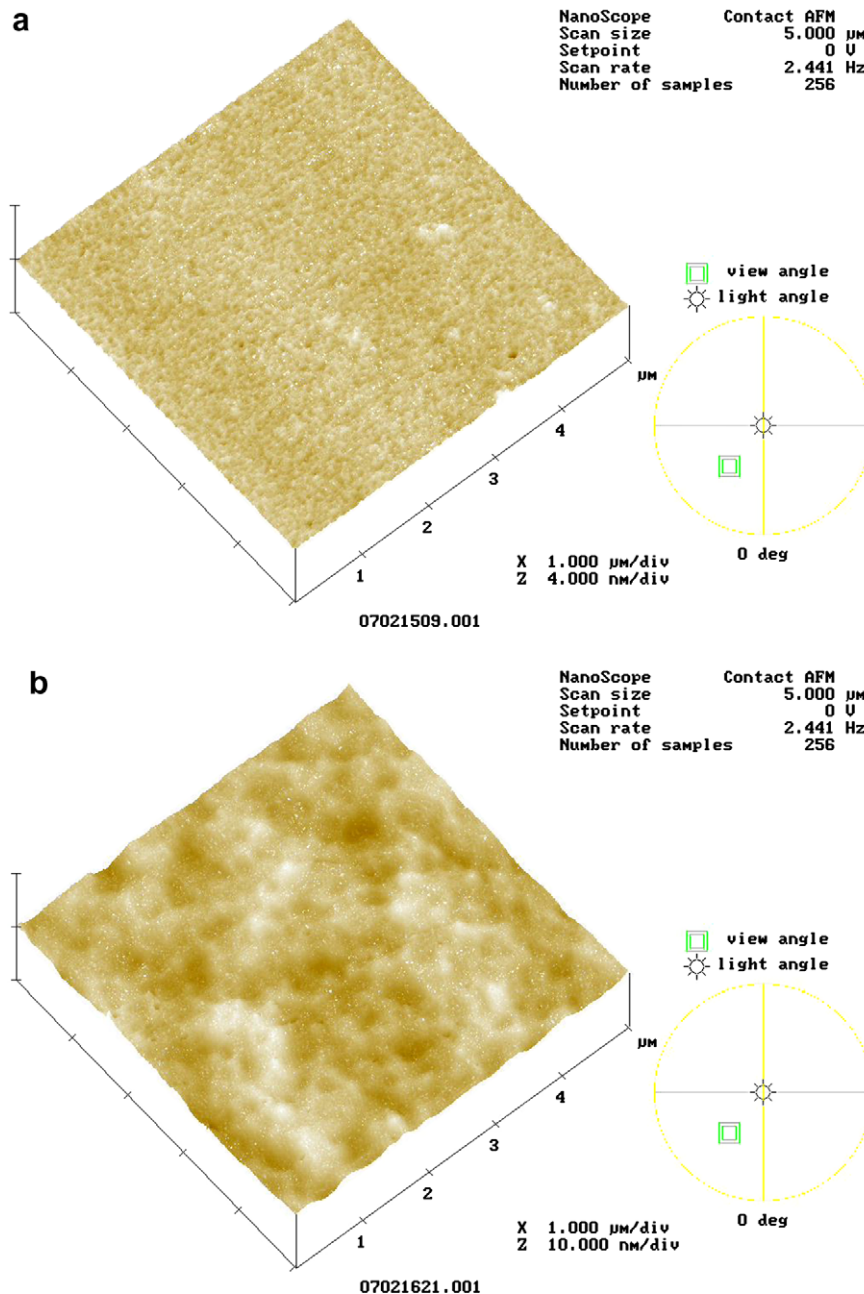 a
NanoScope Contact AFM
Scan size 5.000 µm
Setpoint 0 V
Scan rate 2.441 Hz
Number of samples 256
view angle
light angle
µm
4
3
2
1
0 deg
X 1.000 µm/div
Z 4.000 nm/div
07021509.001
b
NanoScope Contact AFM
Scan size 5.000 µm
Setpoint 0 V
Scan rate 2.441 Hz
Number of samples 256
view angle
light angle
µm
4
3
2
1
0 deg
X 1.000 µm/div
Z 10.000 nm/div
07021621.001